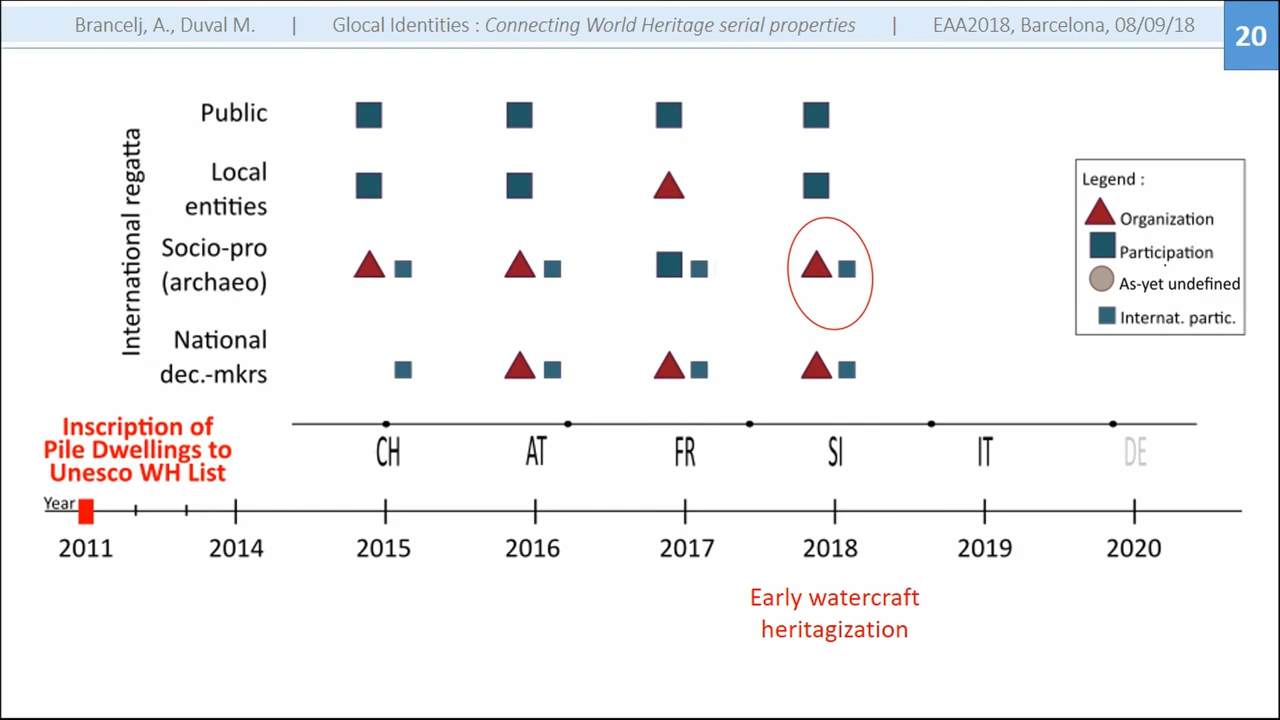 Brancelj, A., Duval M. | Glocal Identities : Connecting World Heritage serial properties | EAA2018, Barcelona, 08/09/18
20
International regatta
Public
Local
entities
Socio-pro
(archaeo)
National
dec.-mkrs
Legend :
Organization
Participation
As-yet undefined
Internat. partic.
Inscription of
Pile Dwellings to
Unesco WH List
CH AT FR SI IT DE
Year
2011 2014 2015 2016 2017 2018 2019 2020
Early watercraft
heritagization